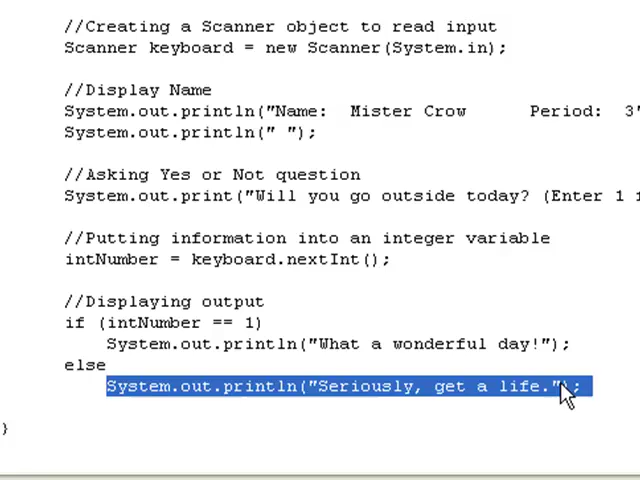 //Creating a Scanner object to read input
Scanner keyboard = new Scanner(System.in);
//Display Name
System.out.println("Name:  Mister Crow      Period:  3"
System.out.println(" ");
//Asking Yes or Not question
System.out.print("Will you go outside today? (Enter 1 i
//Putting information into an integer variable
intNumber = keyboard.nextInt();
//Displaying output
if (intNumber == 1)
System.out.println("What a wonderful day!");
else
System.out.println("Seriously, get a life.");
}